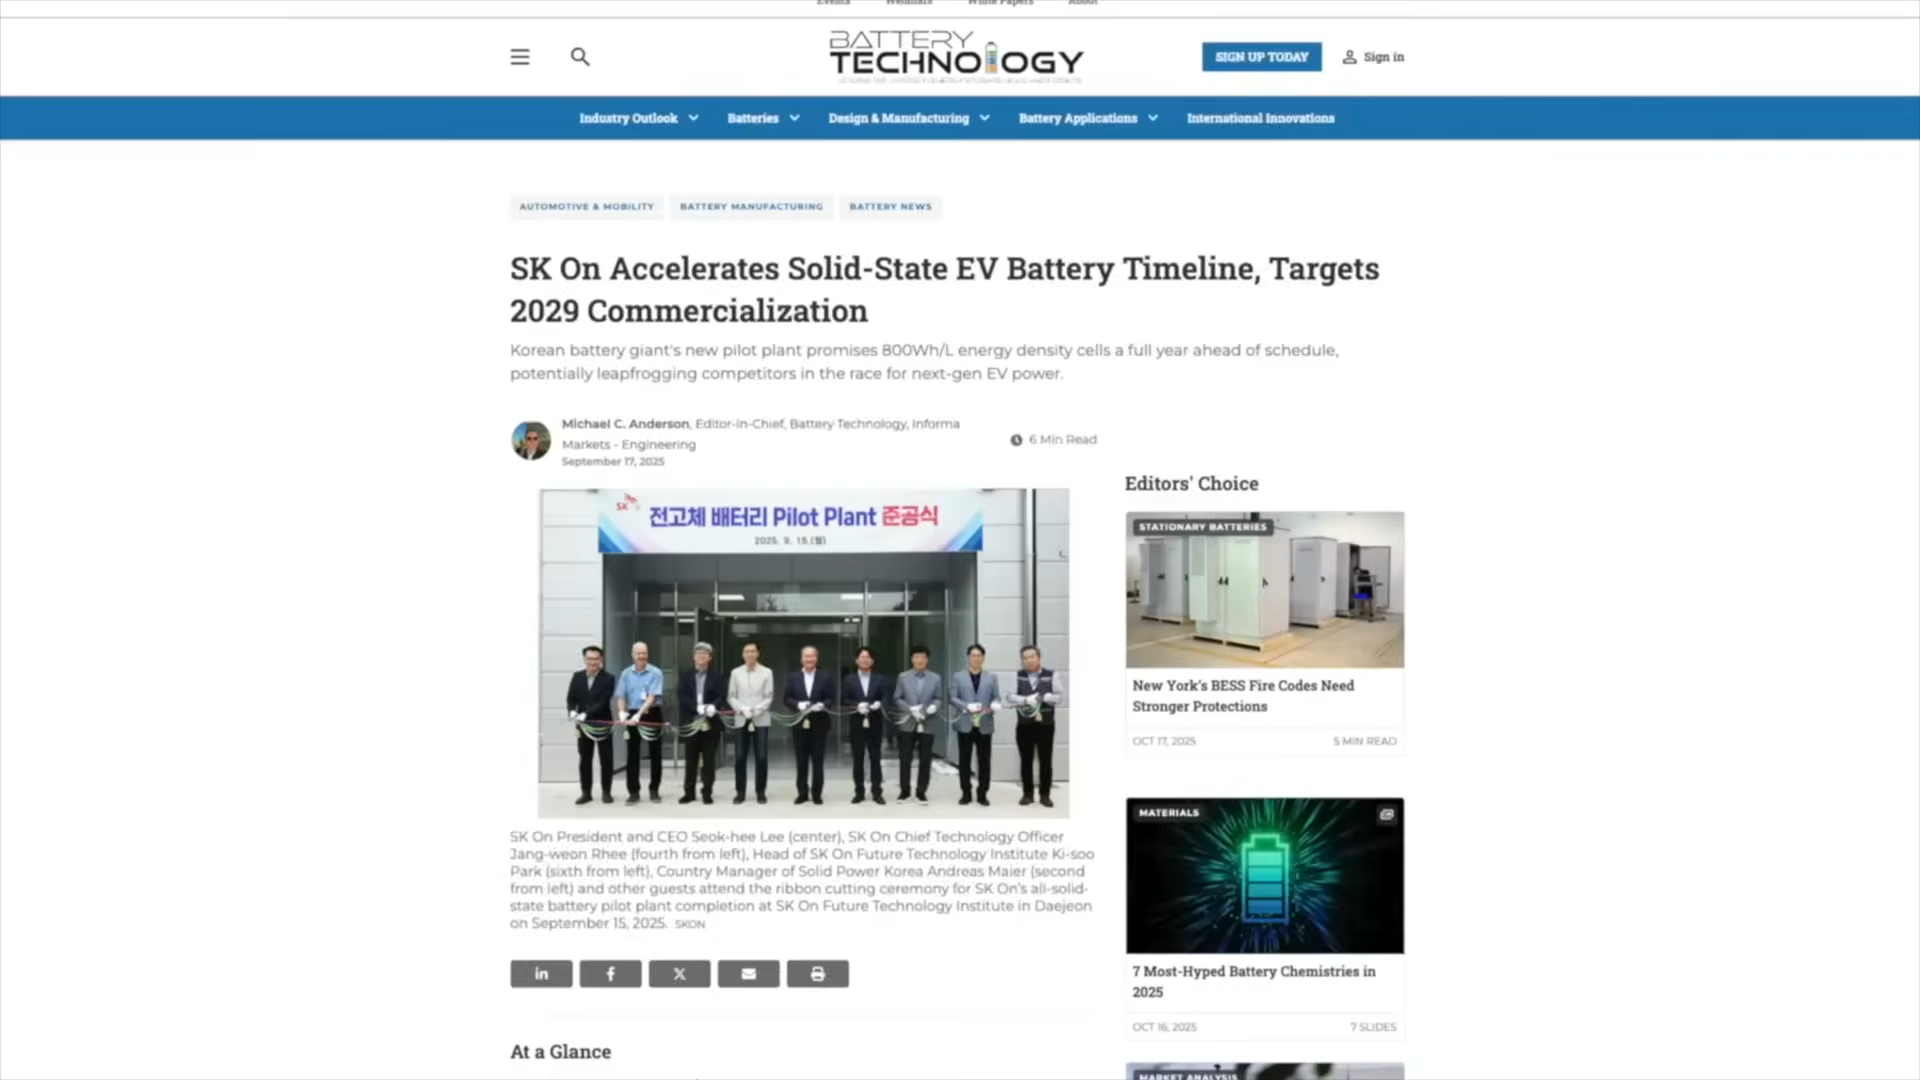 Events Webinars White Papers About
BATTERY
TECHNOLOGY
SIGN UP TODAY
Sign in
Industry Outlook
Batteries
Design & Manufacturing
Battery Applications
International Innovations
AUTOMOTIVE & MOBILITY
BATTERY MANUFACTURING
BATTERY NEWS
SK On Accelerates Solid-State EV Battery Timeline, Targets
2029 Commercialization
Korean battery giant's new pilot plant promises 800Wh/L energy density cells a full year ahead of schedule,
potentially leapfrogging competitors in the race for next-gen EV power.
Michael C. Anderson, Editor-in-Chief, Battery Technology, Informa
Markets - Engineering
September 17, 2025
6 Min Read
SK
전고체 배터리 Pilot Plant 준공식
2025. 9. 15.(월)
SK On President and CEO Seok-hee Lee (center), SK On Chief Technology Officer
Jang-weon Rhee (fourth from left), Head of SK On Future Technology Institute Ki-soo
Park (sixth from left), Country Manager of Solid Power Korea Andreas Maier (second
from left) and other guests attend the ribbon cutting ceremony for SK On's all-solid-
state battery pilot plant completion at SK On Future Technology Institute in Daejeon
on September 15, 2025. SKON
At a Glance
Editors' Choice
STATIONARY BATTERIES
New York's BESS Fire Codes Need
Stronger Protections
OCT 17, 2025
5 MIN READ
MATERIALS
7 Most-Hyped Battery Chemistries in
2025
OCT 16, 2025
7 SLIDES
MARKET ANALYSIS